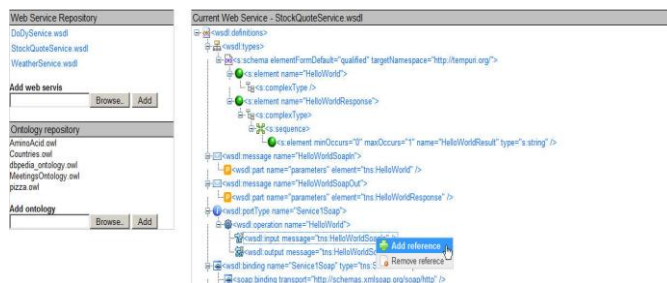 Web Service Repository
DoDyService.wsdl
StockQuoteService.wsdl
WeatherService.wsdl
Add web servis
Browse.. Add
Ontology repository
AminoAcid.owl
Countries.owl
dbpedia_ontology.owl
MeetingsOntology.owl
pizza.owl
Add ontology
Browse.. Add
Current Web Service - StockQuoteService.wsdl
<wsdl:definitions>
<wsdl:types>
<s:schema elementFormDefault="qualified" targetNamespace="http://tempuri.org/">
<s:element name="HelloWorld">
<s:complexType />
<s:element name="HelloWorldResponse">
<s:complexType>
<s:sequence>
<s:element minOccurs="0" maxOccurs="1" name="HelloWorldResult" type="s:string" />
<wsdl:message name="HelloWorldSoapIn">
<wsdl:part name="parameters" element="tns:HelloWorld" />
<wsdl:message name="HelloWorldSoapOut">
<wsdl:part name="parameters" element="tns:HelloWorldResponse" />
<wsdl:portType name="Service1Soap">
<wsdl:operation name="HelloWorld">
<wsdl:input message="tns:HelloWorldSoapIn" />
Add reference
<wsdl:output message="tns:HelloWorldSo
Remove referece
<wsdl:binding name="Service1Soap" type="tns:S
<soap:binding transport="http://schemas.xmlsoap.org/soap/http" />